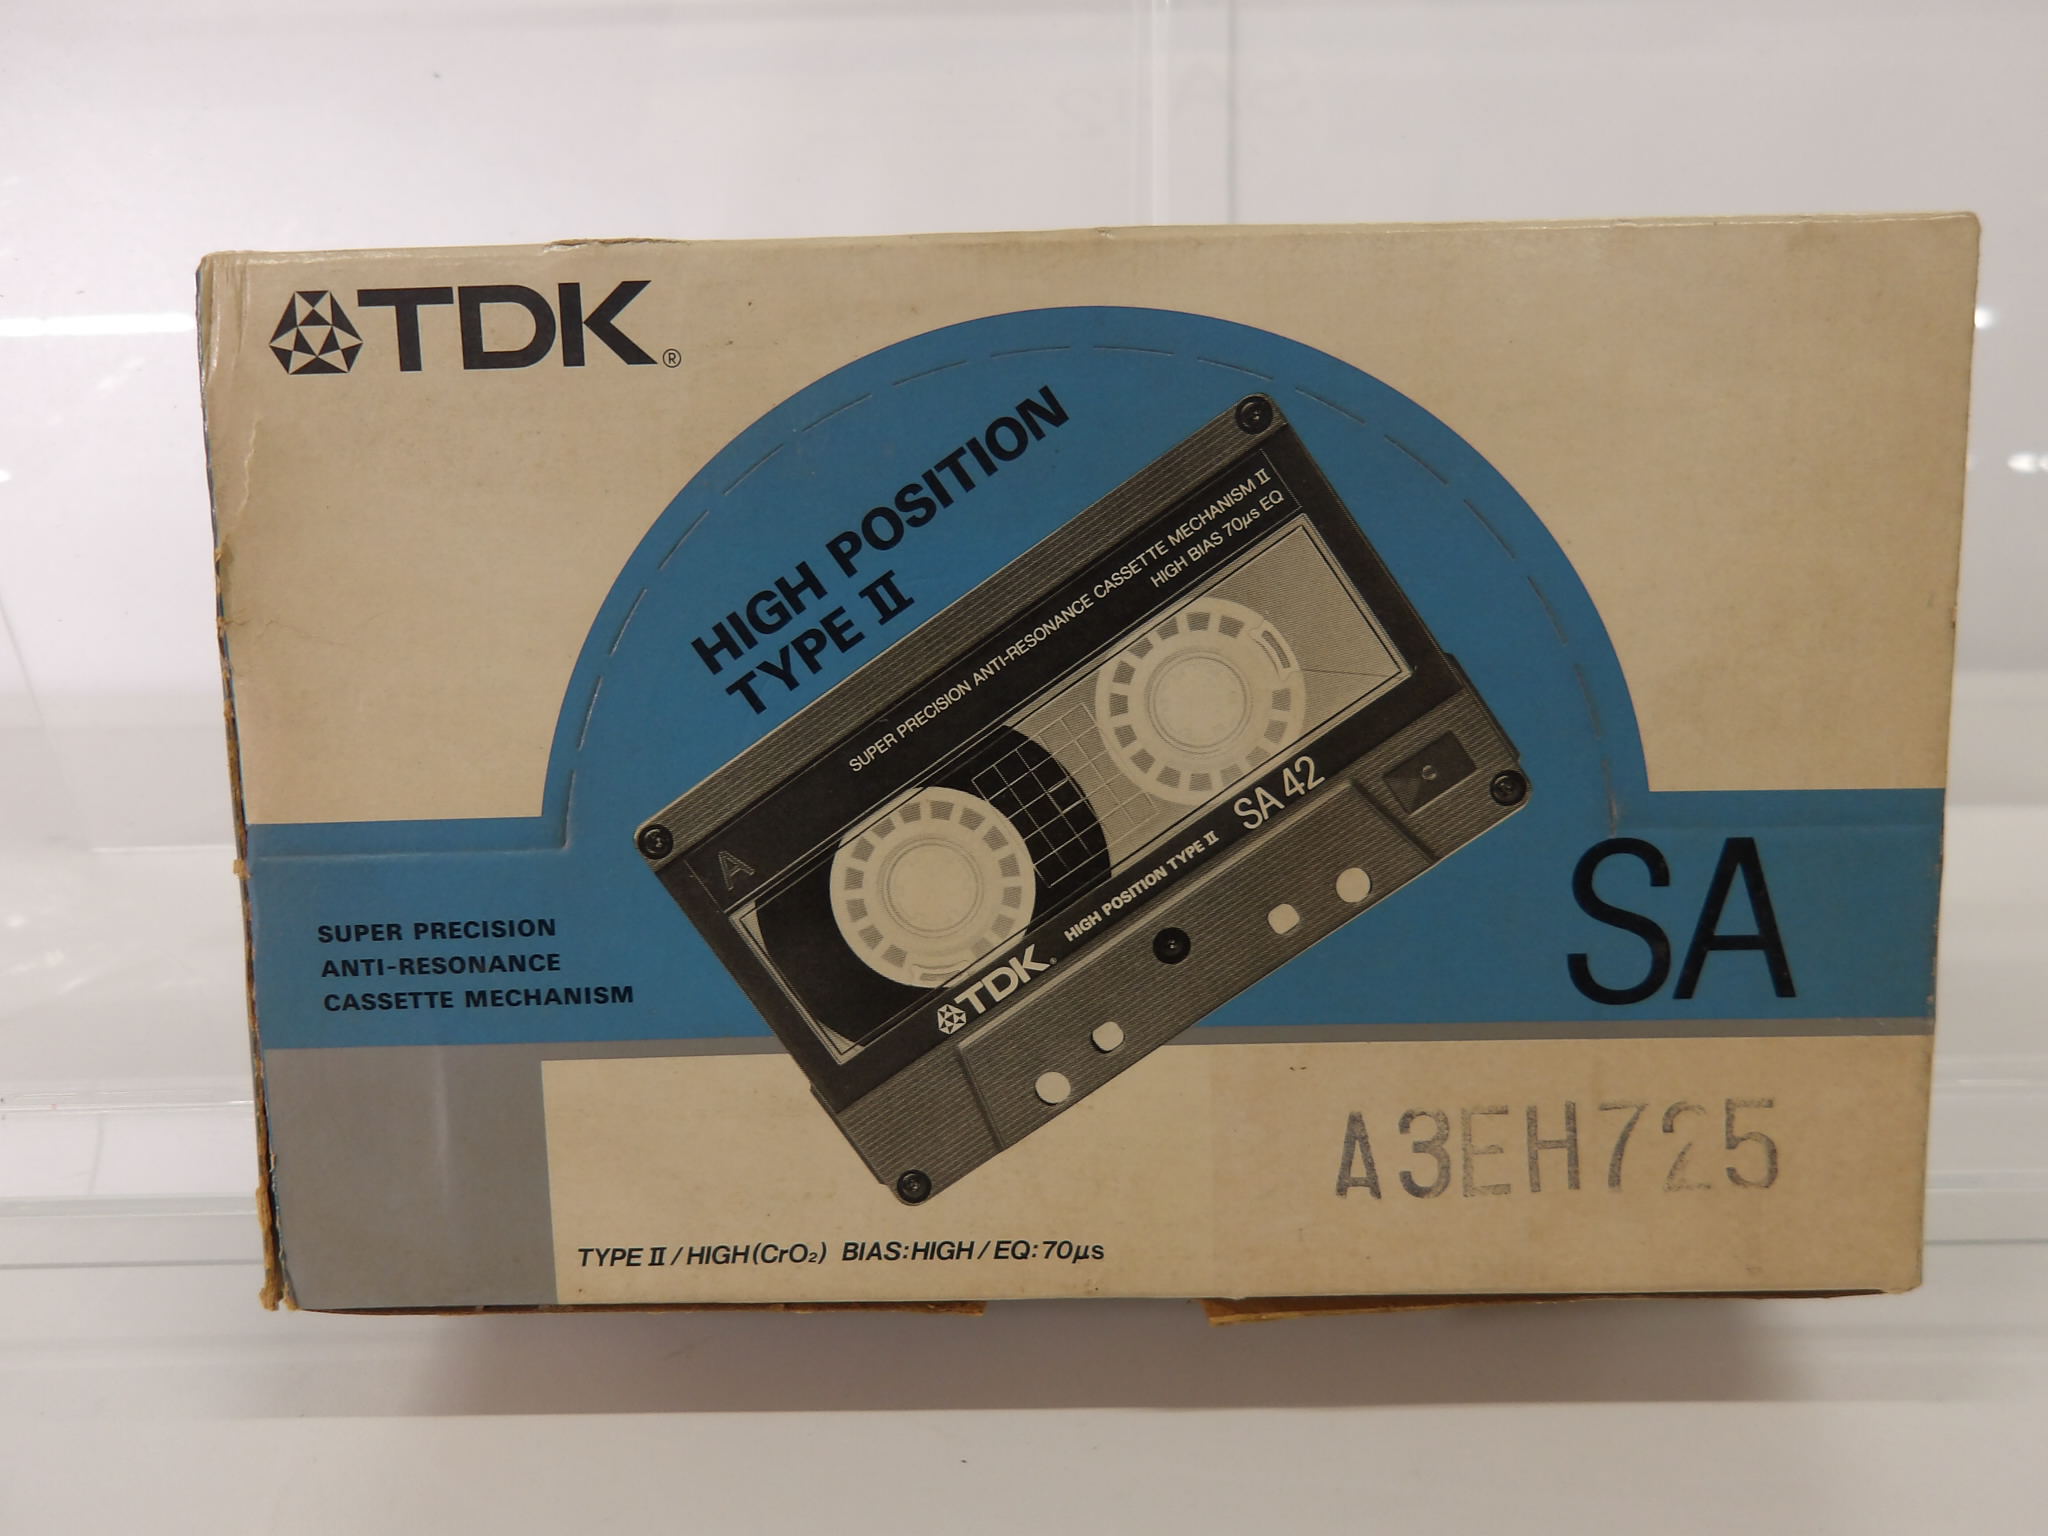 TDK®
HIGH POSITION
TYPE II
SUPER PRECISION ANTI-RESONANCE CASSETTE MECHANISM II
HIGH BIAS 70µs EQ
A
TDK®
HIGH POSITION TYPE II
SA 42
SUPER PRECISION
ANTI-RESONANCE
CASSETTE MECHANISM
SA
A3EH725
TYPE II/HIGH(CrO₂) BIAS:HIGH/EQ:70µs